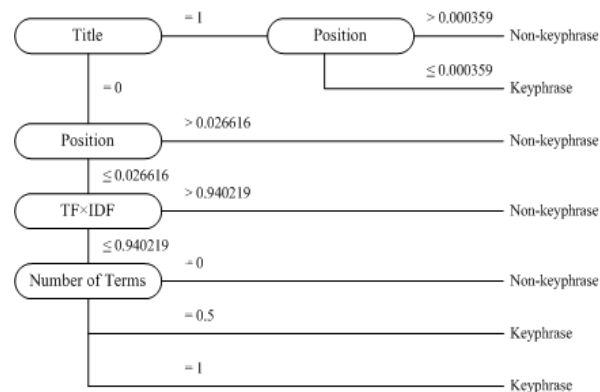 = 1
> 0.000359
Title
Position
Non-keyphrase
≤ 0.000359
= 0
Keyphrase
> 0.026616
Position
Non-keyphrase
≤ 0.026616
> 0.940219
TF×IDF
Non-keyphrase
≤ 0.940219
= 0
Number of Terms
Non-keyphrase
= 0.5
Keyphrase
= 1
Keyphrase